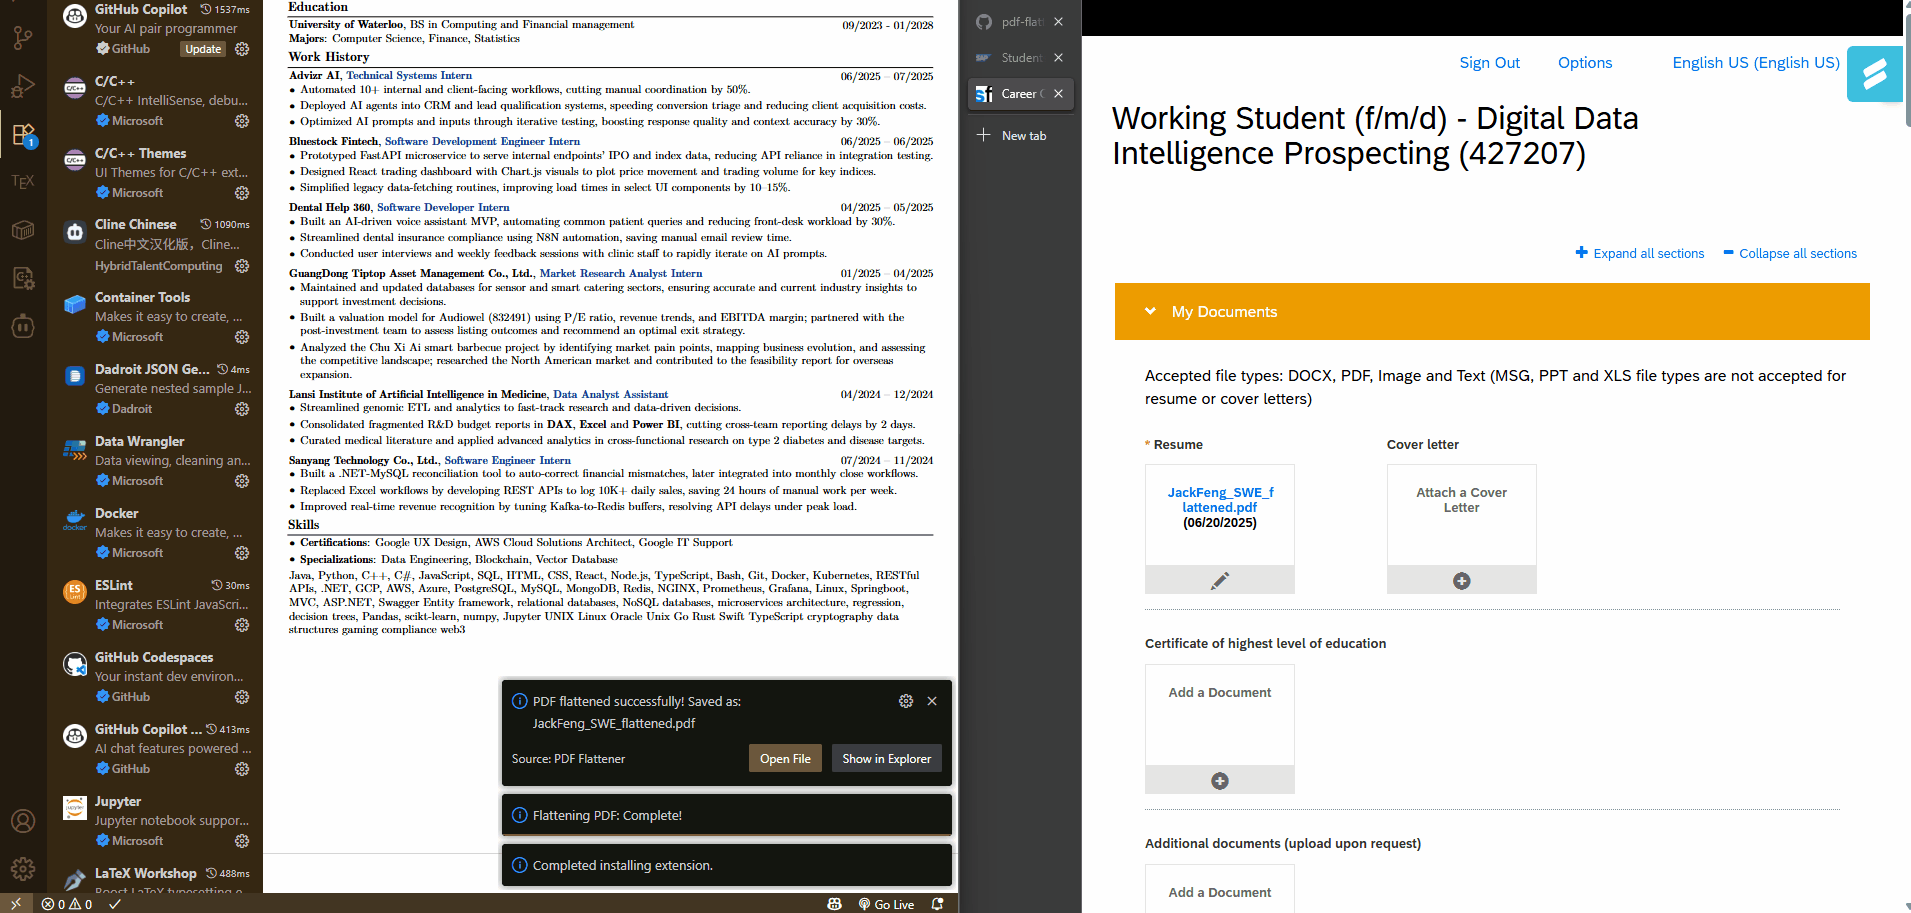 GitHub Copilot 1537ms
Your AI pair programmer
GitHub Update
C/C++
C/C++ IntelliSense, debu...
Microsoft
C/C++ Themes
UI Themes for C/C++ ext...
Microsoft
Cline Chinese 1090ms
Cline中文汉化版，Cline...
HybridTalentComputing
Container Tools
Makes it easy to create, ...
Microsoft
Dadroit JSON Ge... 4ms
Generate nested sample J...
Dadroit
Data Wrangler
Data viewing, cleaning an...
Microsoft
Docker
Makes it easy to create, ...
Microsoft
ESLint 30ms
Integrates ESLint JavaScri...
Microsoft
GitHub Codespaces
Your instant dev environ...
GitHub
GitHub Copilot ... 413ms
AI chat features powered ...
GitHub
Jupyter
Jupyter notebook suppor...
Microsoft
LaTeX Workshop 488ms
Boost LaTeX typesetting e...
TEX
1
0 0
Go Live
Education
University of Waterloo, BS in Computing and Financial management 09/2023 - 01/2028
Majors: Computer Science, Finance, Statistics
Work History
Advizr AI, Technical Systems Intern 06/2025 – 07/2025
• Automated 10+ internal and client-facing workflows, cutting manual coordination by 50%.
• Deployed AI agents into CRM and lead qualification systems, speeding conversion triage and reducing client acquisition costs.
• Optimized AI prompts and inputs through iterative testing, boosting response quality and context accuracy by 30%.
Bluestock Fintech, Software Development Engineer Intern 06/2025 – 06/2025
• Prototyped FastAPI microservice to serve internal endpoints' IPO and index data, reducing API reliance in integration testing.
• Designed React trading dashboard with Chart.js visuals to plot price movement and trading volume for key indices.
• Simplified legacy data-fetching routines, improving load times in select UI components by 10–15%.
Dental Help 360, Software Developer Intern 04/2025 – 05/2025
• Built an AI-driven voice assistant MVP, automating common patient queries and reducing front-desk workload by 30%.
• Streamlined dental insurance compliance using N8N automation, saving manual email review time.
• Conducted user interviews and weekly feedback sessions with clinic staff to rapidly iterate on AI prompts.
GuangDong Tiptop Asset Management Co., Ltd., Market Research Analyst Intern 01/2025 – 04/2025
• Maintained and updated databases for sensor and smart catering sectors, ensuring accurate and current industry insights to
support investment decisions.
• Built a valuation model for Audiowel (832491) using P/E ratio, revenue trends, and EBITDA margin; partnered with the
post-investment team to assess listing outcomes and recommend an optimal exit strategy.
• Analyzed the Chu Xi Ai smart barbecue project by identifying market pain points, mapping business evolution, and assessing
the competitive landscape; researched the North American market and contributed to the feasibility report for overseas
expansion.
Lansi Institute of Artificial Intelligence in Medicine, Data Analyst Assistant 04/2024 – 12/2024
• Streamlined genomic ETL and analytics to fast-track research and data-driven decisions.
• Consolidated fragmented R&D budget reports in DAX, Excel and Power BI, cutting cross-team reporting delays by 2 days.
• Curated medical literature and applied advanced analytics in cross-functional research on type 2 diabetes and disease targets.
Sanyang Technology Co., Ltd., Software Engineer Intern 07/2024 – 11/2024
• Built a .NET-MySQL reconciliation tool to auto-correct financial mismatches, later integrated into monthly close workflows.
• Replaced Excel workflows by developing REST APIs to log 10K+ daily sales, saving 24 hours of manual work per week.
• Improved real-time revenue recognition by tuning Kafka-to-Redis buffers, resolving API delays under peak load.
Skills
• Certifications: Google UX Design, AWS Cloud Solutions Architect, Google IT Support
• Specializations: Data Engineering, Blockchain, Vector Database
Java, Python, C++, C#, JavaScript, SQL, HTML, CSS, React, Node.js, TypeScript, Bash, Git, Docker, Kubernetes, RESTful
APIs, .NET, GCP, AWS, Azure, PostgreSQL, MySQL, MongoDB, Redis, NGINX, Prometheus, Grafana, Linux, Springboot,
MVC, ASP.NET, Swagger Entity framework, relational databases, NoSQL databases, microservices architecture, regression,
decision trees, Pandas, scikit-learn, numpy, Jupyter UNIX Linux Oracle Unix Go Rust Swift TypeScript cryptography data
structures gaming compliance web3
PDF flattened successfully! Saved as:
JackFeng_SWE_flattened.pdf
Source: PDF Flattener Open File Show in Explorer
Flattening PDF: Complete!
Completed installing extension.
pdf-flat
Student
Career
New tab
Sign Out Options English US (English US)
Working Student (f/m/d) - Digital Data
Intelligence Prospecting (427207)
Expand all sections Collapse all sections
My Documents
Accepted file types: DOCX, PDF, Image and Text (MSG, PPT and XLS file types are not accepted for
resume or cover letters)
* Resume Cover letter
JackFeng_SWE_f
lattened.pdf
(06/20/2025)
Attach a Cover
Letter
Certificate of highest level of education
Add a Document
Additional documents (upload upon request)
Add a Document